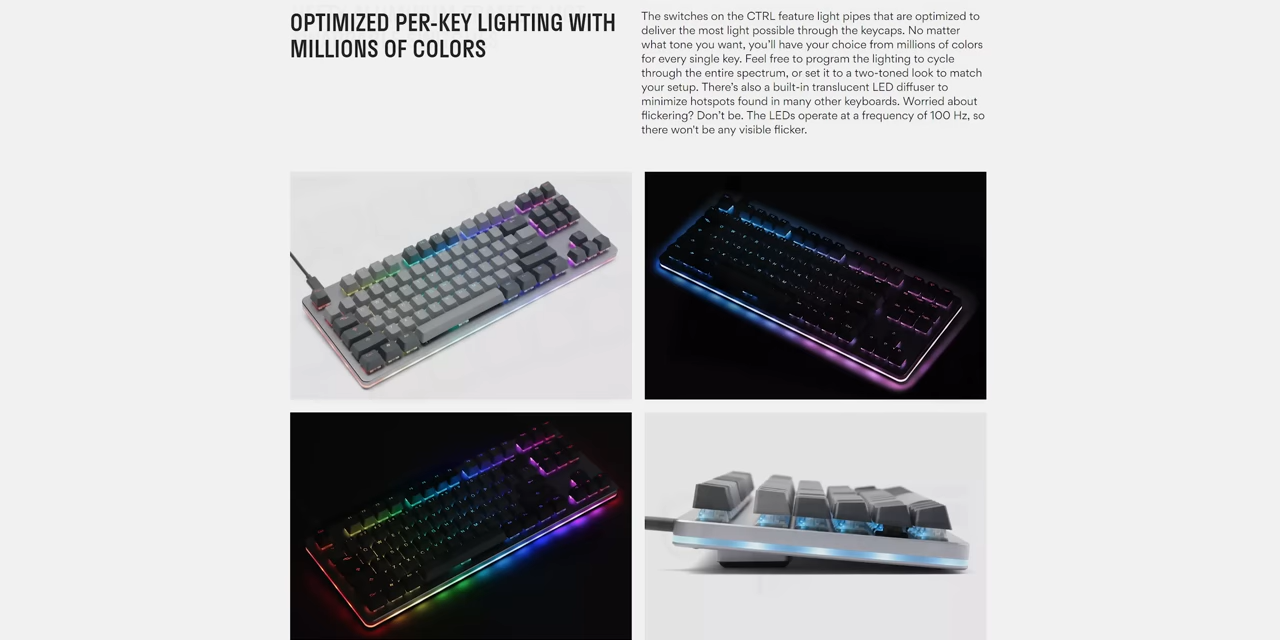 OPTIMIZED PER-KEY LIGHTING WITH
MILLIONS OF COLORS
The switches on the CTRL feature light pipes that are optimized to
deliver the most light possible through the keycaps. No matter
what tone you want, you'll have your choice from millions of colors
for every single key. Feel free to program the lighting to cycle
through the entire spectrum, or set it to a two-toned look to match
your setup. There's also a built-in translucent LED diffuser to
minimize hotspots found in many other keyboards. Worried about
flickering? Don't be. The LEDs operate at a frequency of 100 Hz, so
there won't be any visible flicker.